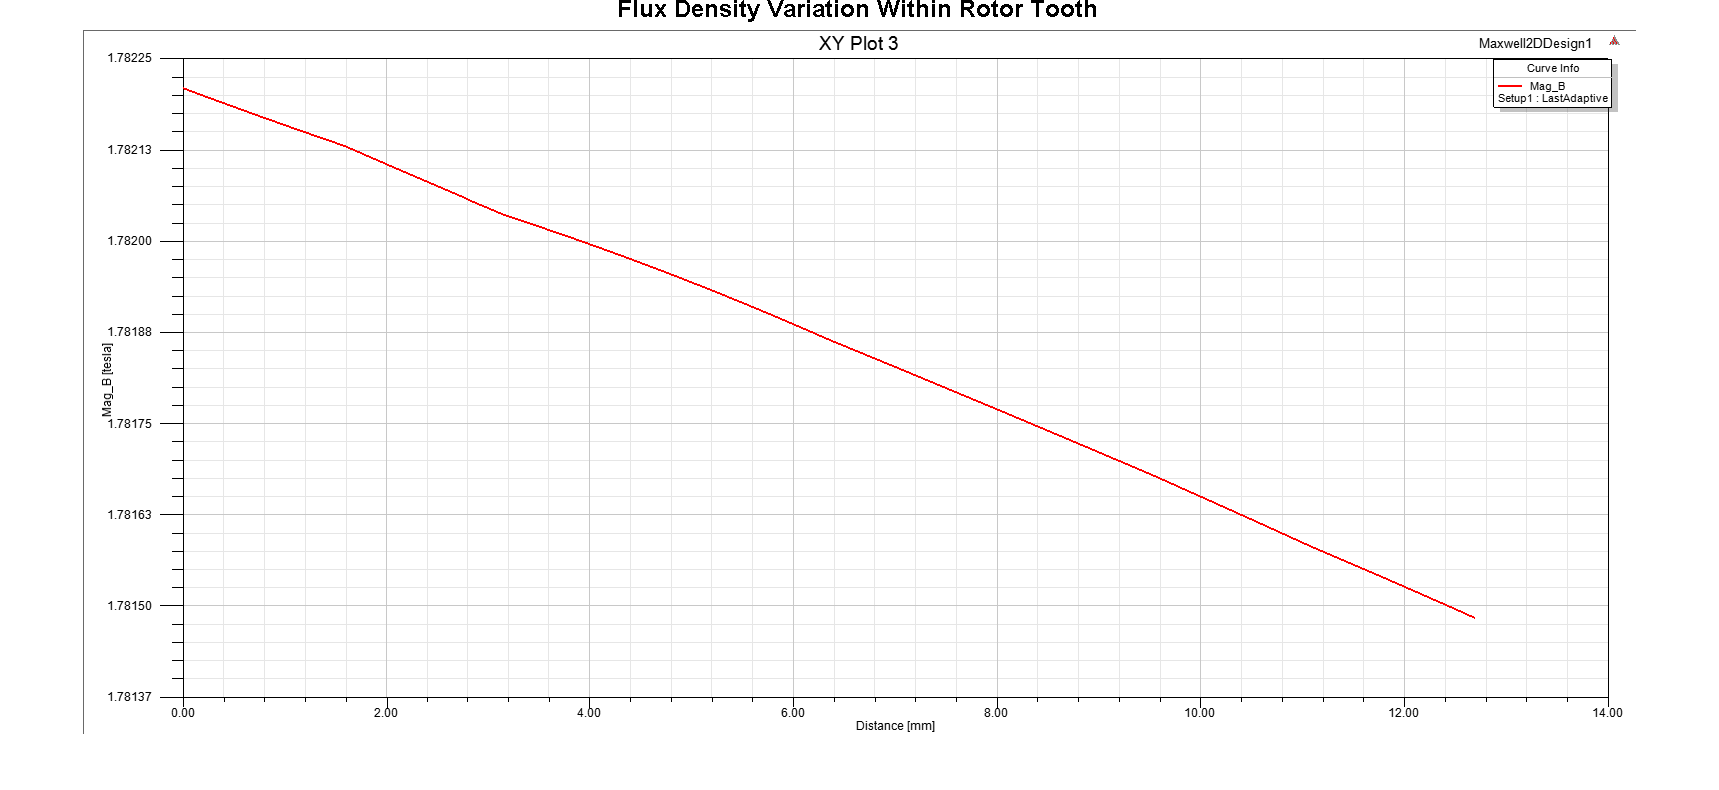 Flux Density Variation Within Rotor Tooth
XY Plot 3
Maxwell2DDesign1
Curve Info
Mag_B
Setup1 : LastAdaptive
1.78225
1.78213
1.78200
1.78188
1.78175
1.78163
1.78150
1.78137
Mag_B [tesla]
0.00 2.00 4.00 6.00 8.00 10.00 12.00 14.00
Distance [mm]